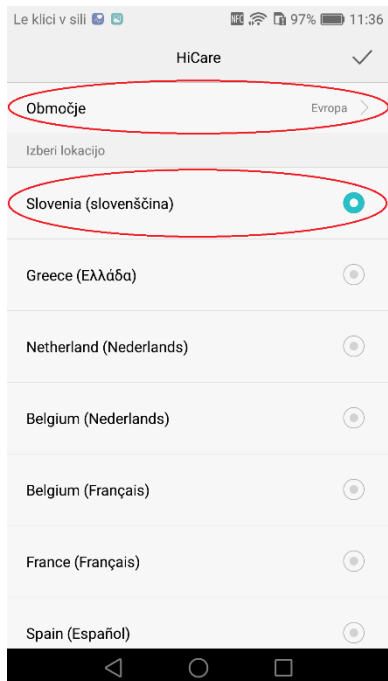 Le klici v sili 97% 11:36
HiCare
Območje Evropa
Izberi lokacijo
Slovenia (slovenščina)
Greece (Ελλάδα)
Netherland (Nederlands)
Belgium (Nederlands)
Belgium (Français)
France (Français)
Spain (Español)